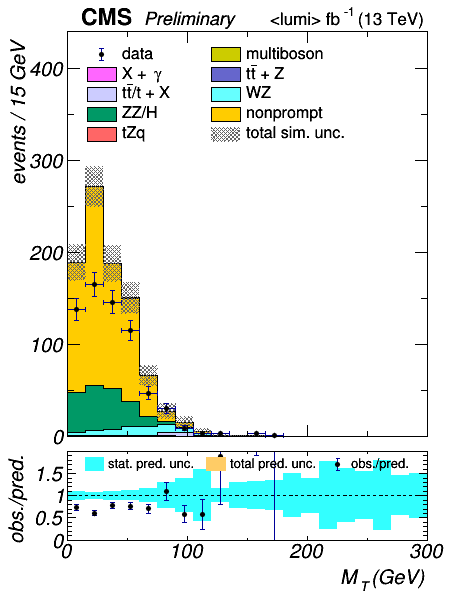 CMS Preliminary <lumi> fb⁻¹ (13 TeV)
events / 15 GeV
400
300
200
100
0
data
X + γ
tt̄/t + X
ZZ/H
tZq
multiboson
tt̄ + Z
WZ
nonprompt
total sim. unc.
obs./pred.
1.5
1
0.5
0
stat. pred. unc. total pred. unc. obs./pred.
0 100 200 300
M_T(GeV)